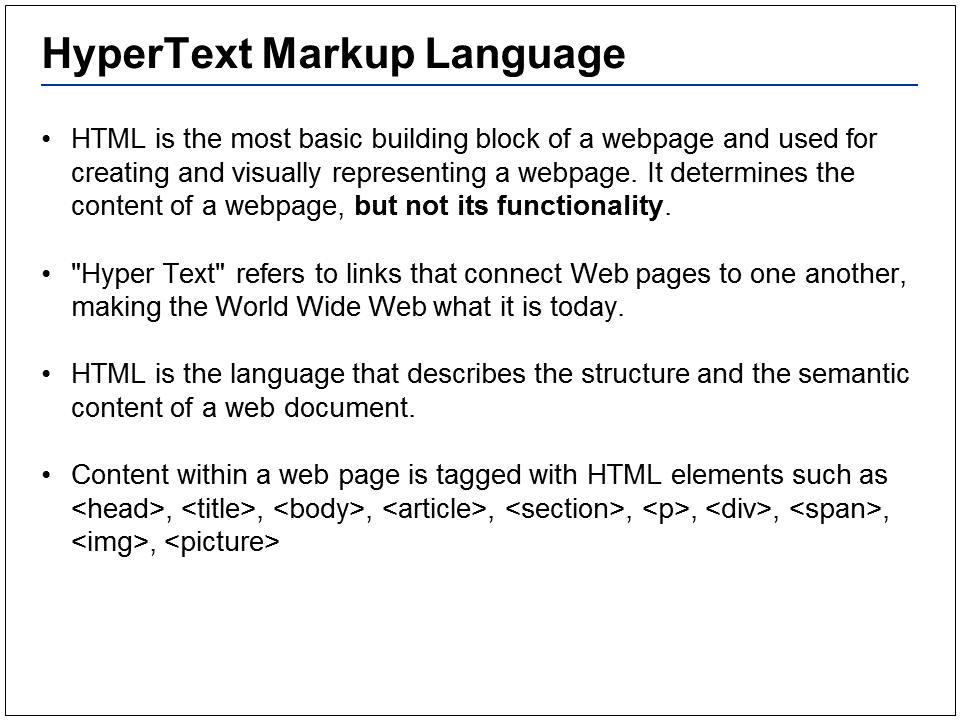 HyperText Markup Language
• HTML is the most basic building block of a webpage and used for
creating and visually representing a webpage. It determines the
content of a webpage, but not its functionality.
• "Hyper Text" refers to links that connect Web pages to one another,
making the World Wide Web what it is today.
• HTML is the language that describes the structure and the semantic
content of a web document.
• Content within a web page is tagged with HTML elements such as
<head>, <title>, <body>, <article>, <section>, <p>, <div>, <span>,
<img>, <picture>